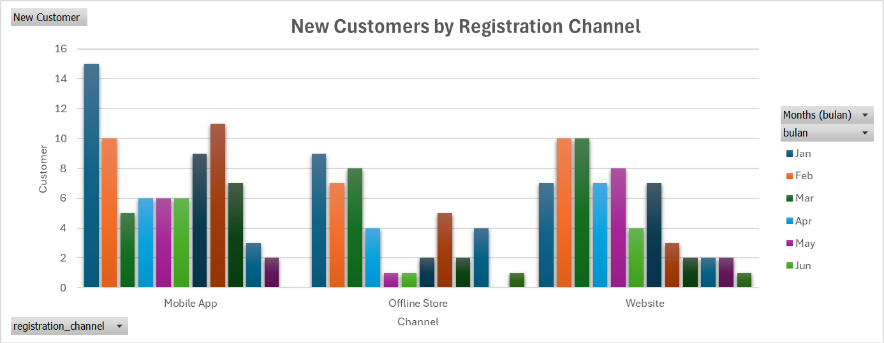 New Customer
New Customers by Registration Channel
16
14
12
10
8
6
4
2
0
Customer
Mobile App
Offline Store
Website
Channel
registration_channel
Months (bulan)
bulan
Jan
Feb
Mar
Apr
May
Jun